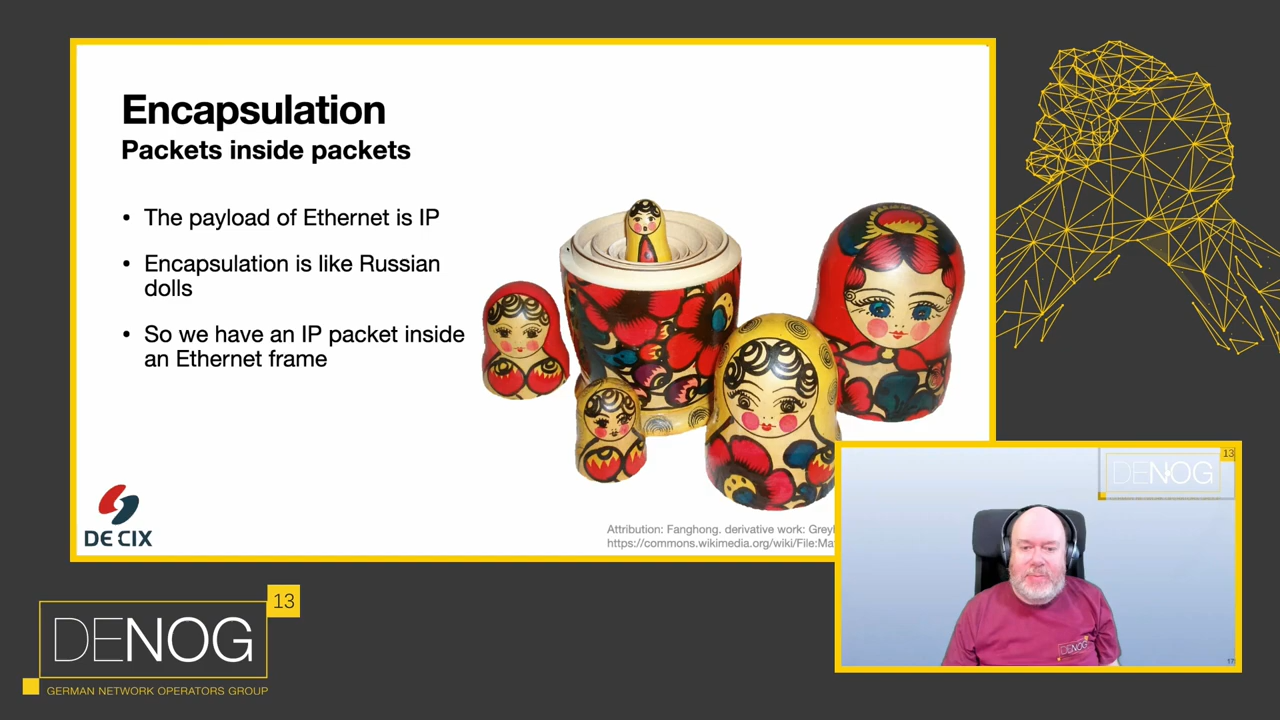 Encapsulation
Packets inside packets
• The payload of Ethernet is IP
• Encapsulation is like Russian
dolls
• So we have an IP packet inside
an Ethernet frame
DE CIX
Attribution: Fanghong. derivative work:
https://commons.wikimedia.org/wiki/File:
13
DENOG
DENOG
17
13
DENOG
GERMAN NETWORK OPERATORS GROUP